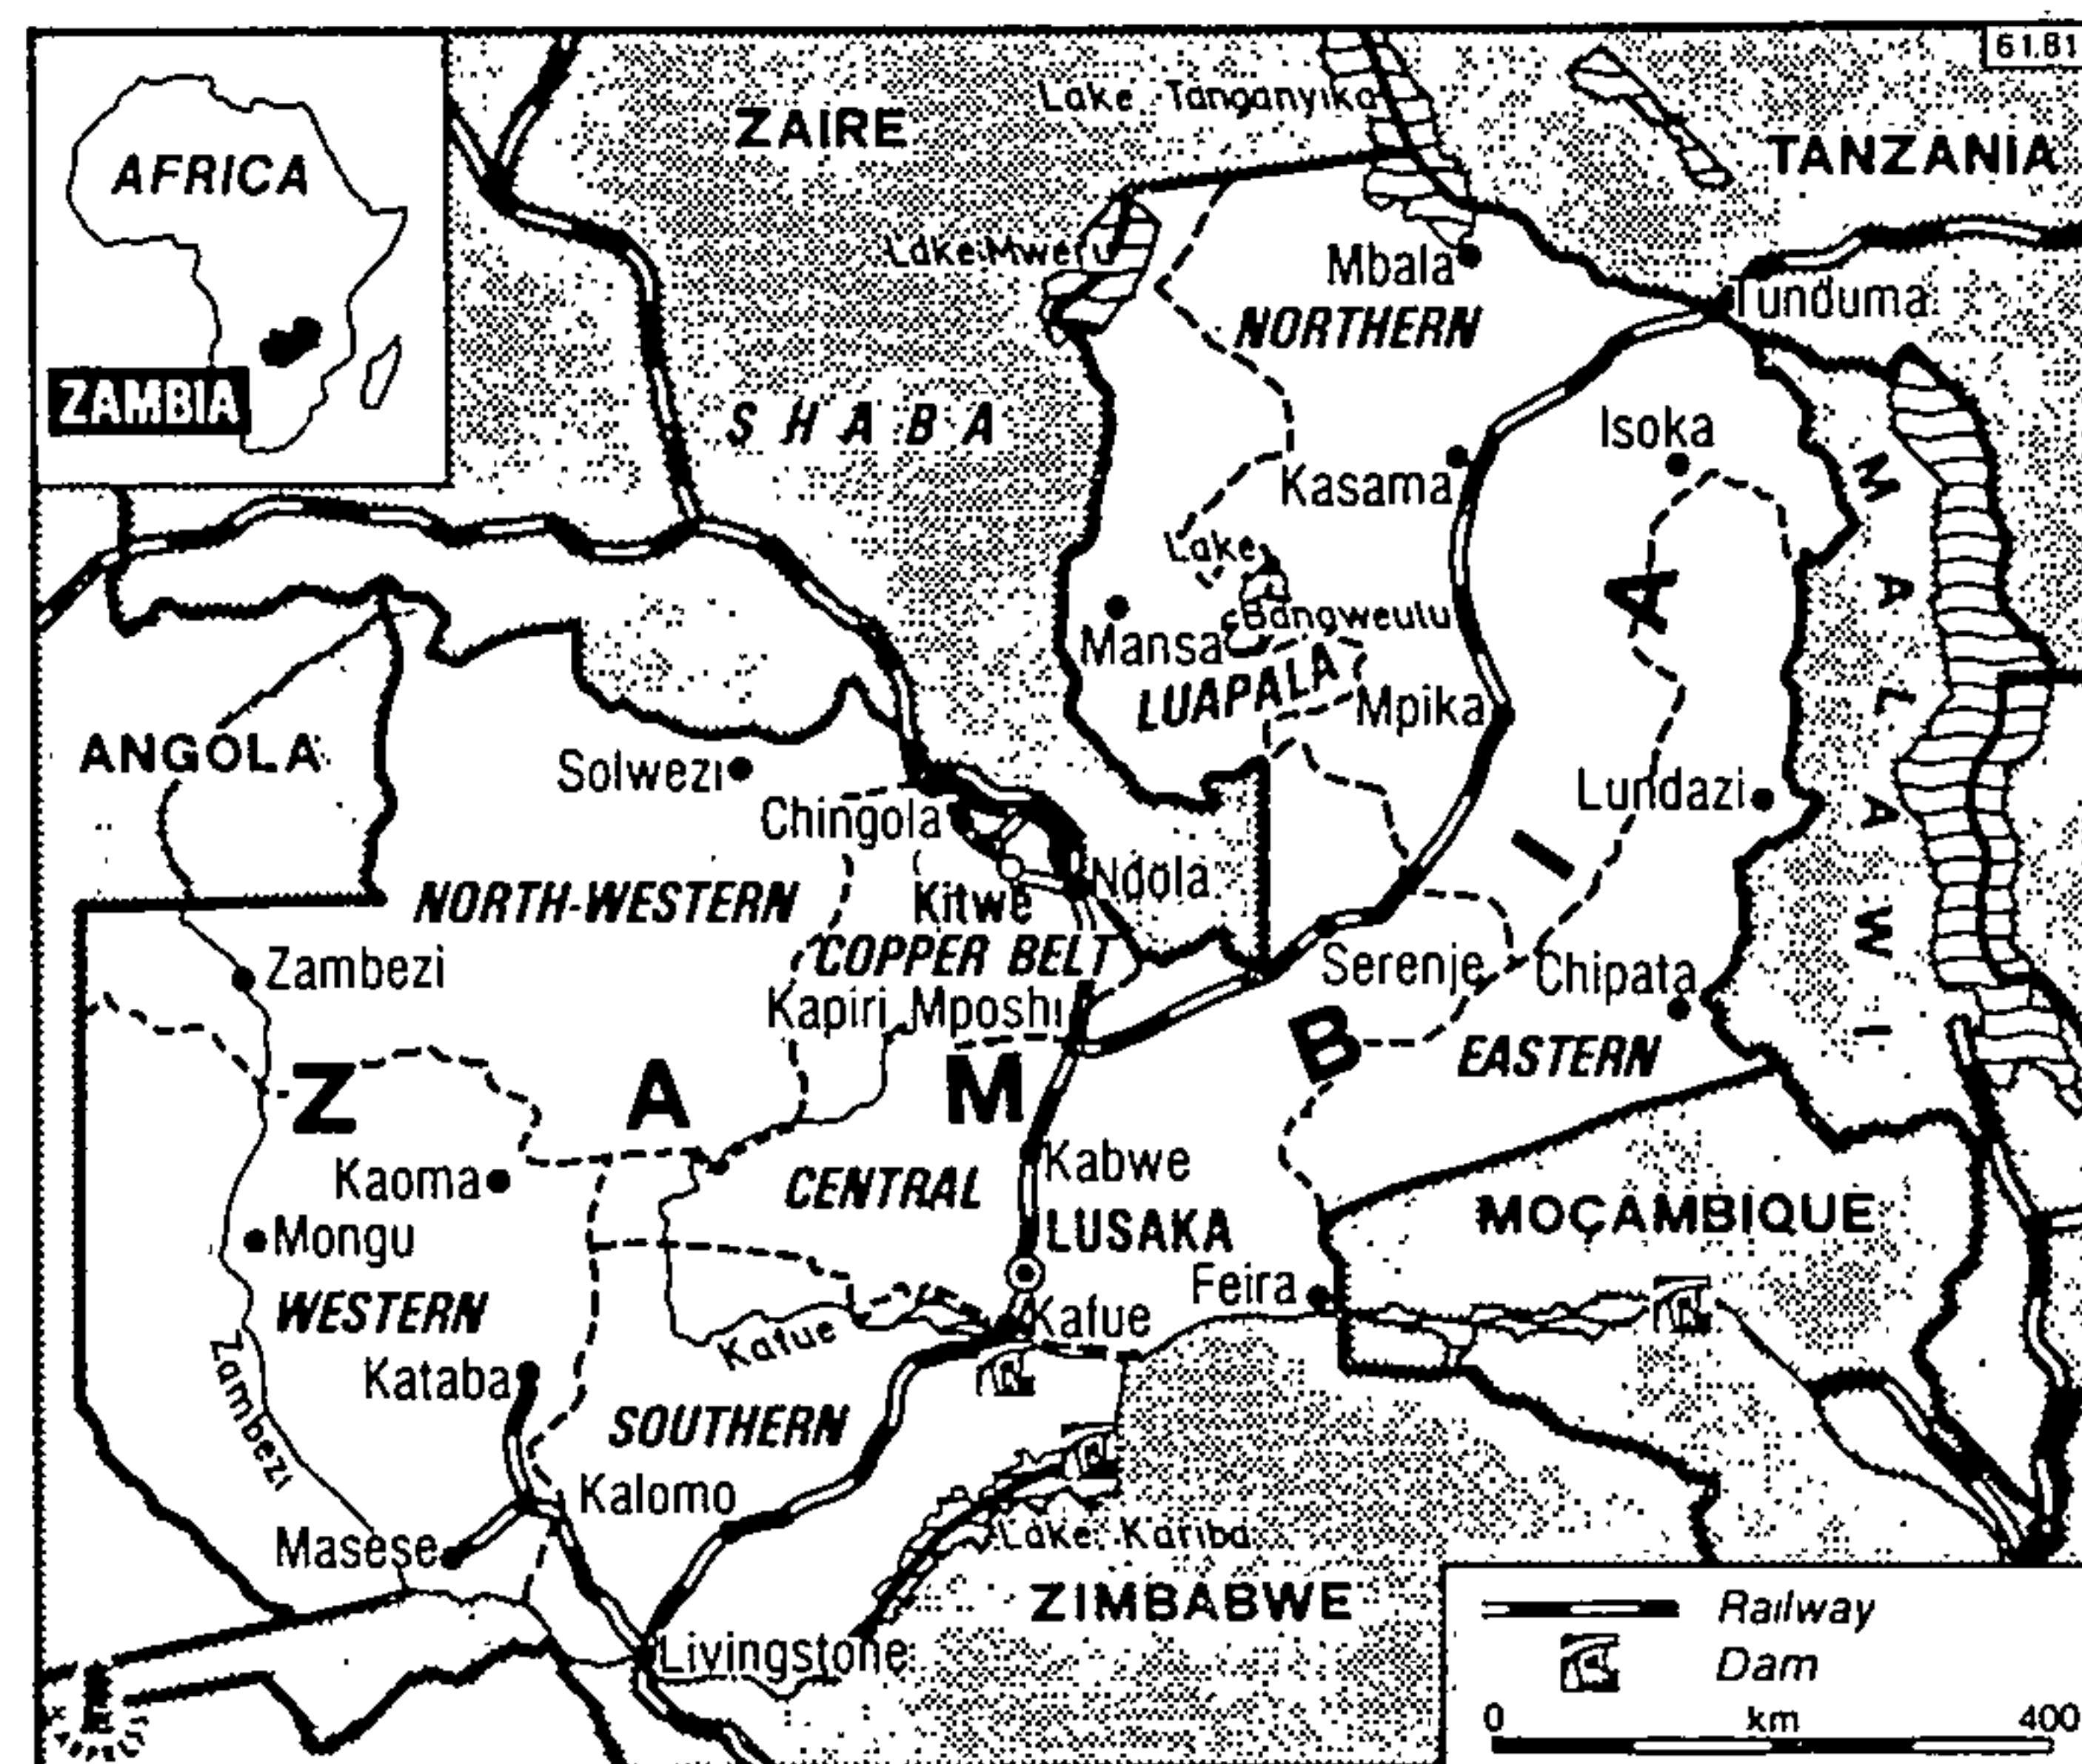 61.81
AFRICA
ZAMBIA
ZAIRE
Lake Tanganyika
TANZANIA
Lake Mweru
Mbala
Tunduma
NORTHERN
SHABA
Isoka
Kasama
Lake
Bangweulu
Mansa
LUAPALA
Mpika
MALAWI
ANGOLA
Solwezi
Chingola
Lundazi
NORTH-WESTERN
Kitwe
Ndola
COPPER BELT
Zambezi
Serenje
Chipata
Kapiri Mposhi
EASTERN
ZAMBIA
Kaoma
CENTRAL
Kabwe
MOÇAMBIQUE
Mongu
LUSAKA
Feira
WESTERN
Kafue
Kafue
Zambezi
Kataba
SOUTHERN
Kalomo
Masese
Lake Kariba
ZIMBABWE
Livingstone
Railway
Dam
0 km 400